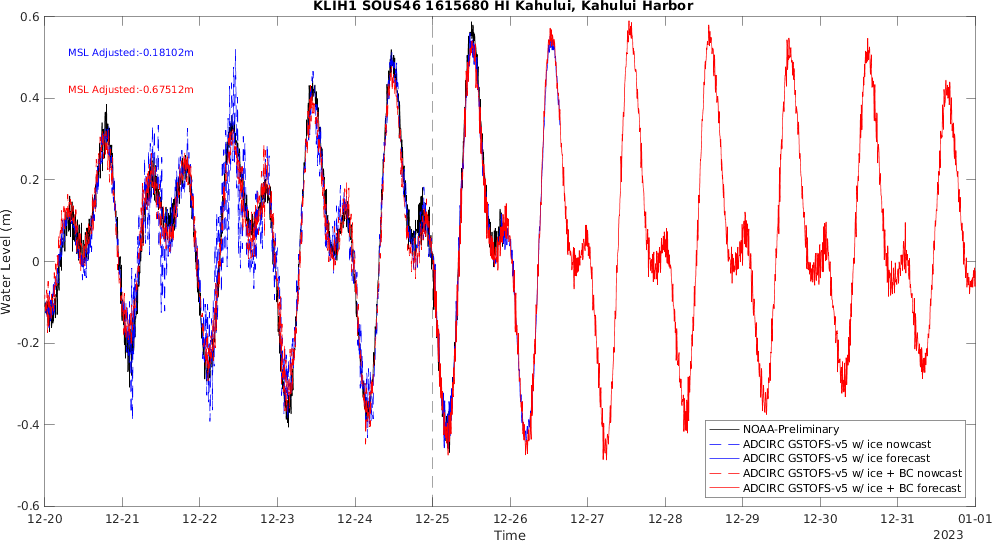 KLIH1 SOUS46 1615680 HI Kahului, Kahului Harbor
0.6
MSL Adjusted:-0.18102m
MSL Adjusted:-0.67512m
0.4
0.2
0
-0.2
-0.4
-0.6
Water Level (m)
NOAA-Preliminary
ADCIRC GSTOFS-v5 w/ ice nowcast
ADCIRC GSTOFS-v5 w/ ice forecast
ADCIRC GSTOFS-v5 w/ ice + BC nowcast
ADCIRC GSTOFS-v5 w/ ice + BC forecast
12-20 12-21 12-22 12-23 12-24 12-25 12-26 12-27 12-28 12-29 12-30 12-31 01-01
Time
2023